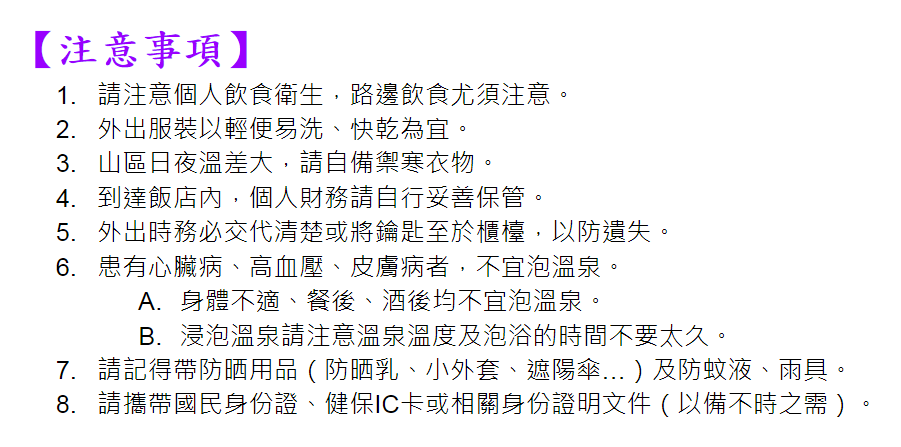 【注意事項】
1. 請注意個人飲食衛生，路邊飲食尤須注意。
2. 外出服裝以輕便易洗、快乾為宜。
3. 山區日夜溫差大，請自備禦寒衣物。
4. 到達飯店內，個人財務請自行妥善保管。
5. 外出時務必交代清楚或將鑰匙至於櫃檯，以防遺失。
6. 患有心臟病、高血壓、皮膚病者，不宜泡溫泉。
A. 身體不適、餐後、酒後均不宜泡溫泉。
B. 浸泡溫泉請注意溫泉溫度及泡浴的時間不要太久。
7. 請記得帶防晒用品（防晒乳、小外套、遮陽傘...）及防蚊液、雨具。
8. 請攜帶國民身份證、健保IC卡或相關身份證明文件（以備不時之需）。